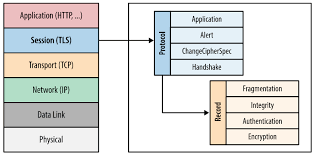 Application (HTTP, ...)
Session (TLS)
Transport (TCP)
Network (IP)
Data Link
Physical
Protocol
Application
Alert
ChangeCipherSpec
Handshake
Record
Fragmentation
Integrity
Authentication
Encryption